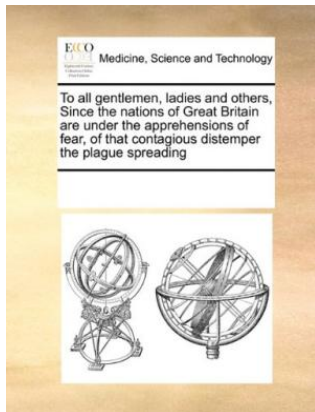 ECCO
Medicine, Science and Technology
To all gentlemen, ladies and others,
Since the nations of Great Britain
are under the apprehensions of
fear, of that contagious distemper
the plague spreading